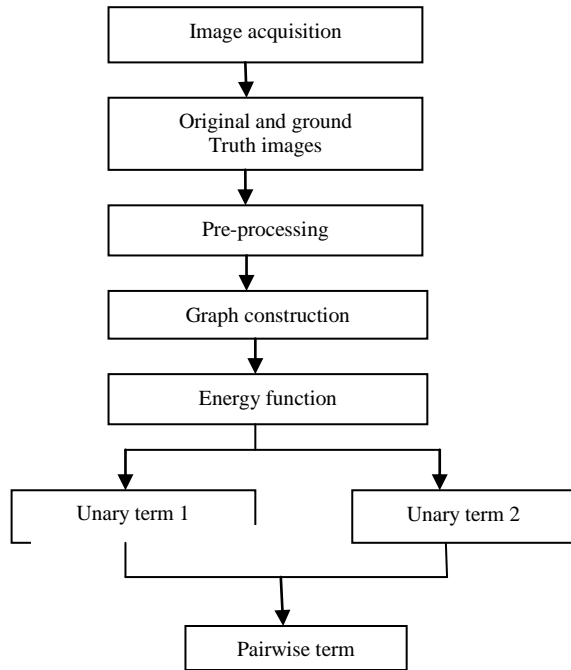 Image acquisition
Original and ground
Truth images
Pre-processing
Graph construction
Energy function
Unary term 1
Unary term 2
Pairwise term